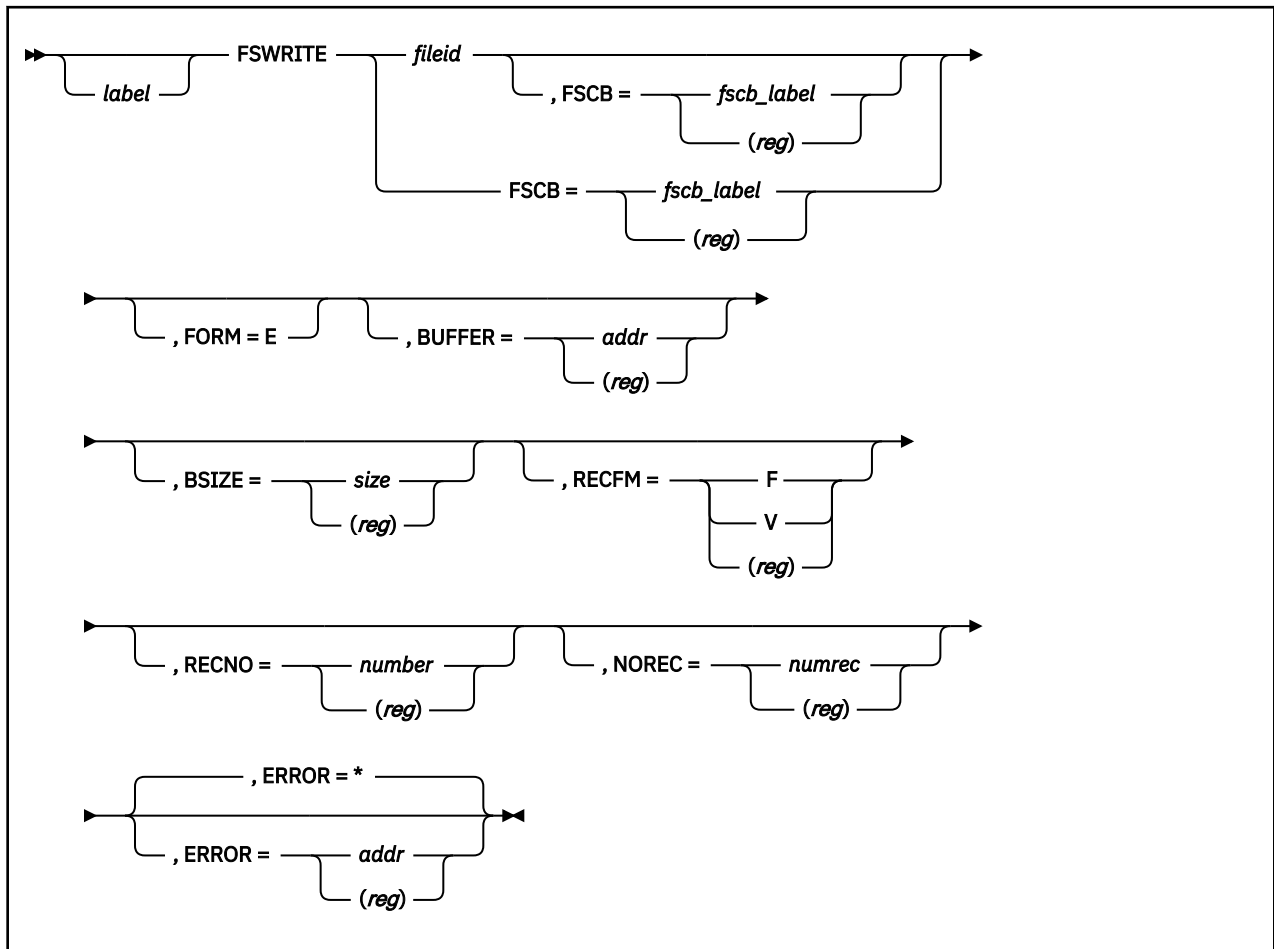 FSWRITE fileid
label , FSCB = fscb_label
(reg)
FSCB = fscb_label
(reg)
, FORM = E , BUFFER = addr
(reg)
, BSIZE = size , RECFM = F
(reg) V
(reg)
, RECNO = number , NOREC = numrec
(reg) (reg)
, ERROR = *
, ERROR = addr
(reg)